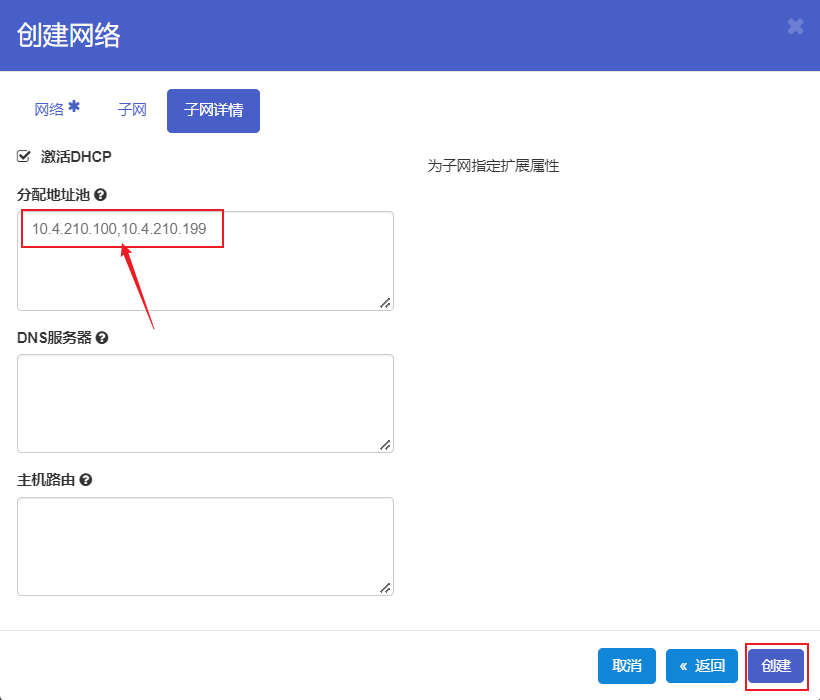 创建网络
网络
子网
子网详情
激活DHCP
为子网指定扩展属性
分配地址池
10.4.210.100,10.4.210.199
DNS服务器
主机路由
取消
« 返回
创建